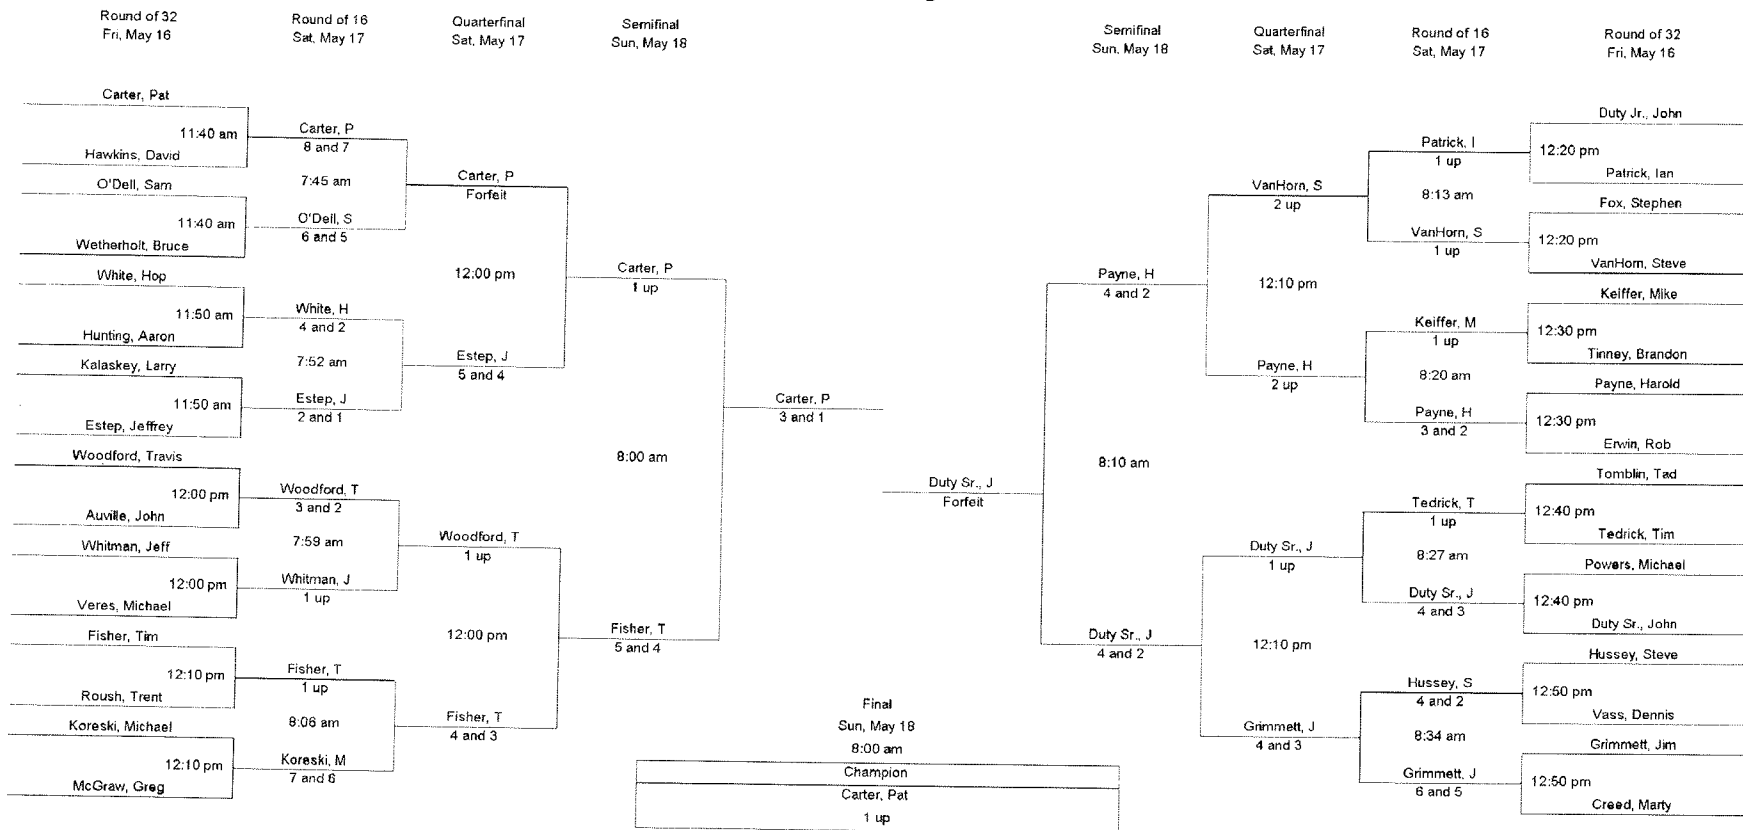 Round of 32
Fri, May 16
Round of 16
Sat, May 17
Quarterfinal
Sat, May 17
Semifinal
Sun, May 18
Semifinal
Sun, May 18
Quarterfinal
Sat, May 17
Round of 16
Sat, May 17
Round of 32
Fri, May 16
Carter, Pat
11:40 am
Hawkins, David
O'Dell, Sam
11:40 am
Wetherholt, Bruce
White, Hop
11:50 am
Hunting, Aaron
Kalaskey, Larry
11:50 am
Estep, Jeffrey
Woodford, Travis
12:00 pm
Auville, John
Whitman, Jeff
12:00 pm
Veres, Michael
Fisher, Tim
12:10 pm
Roush, Trent
Koreski, Michael
12:10 pm
McGraw, Greg
Carter, P
8 and 7
7:45 am
O'Dell, S
6 and 5
White, H
4 and 2
7:52 am
Estep, J
2 and 1
Woodford, T
3 and 2
7:59 am
Whitman, J
1 up
Fisher, T
1 up
8:06 am
Koreski, M
7 and 6
Carter, P
Forfeit
12:00 pm
Estep, J
5 and 4
Woodford, T
1 up
12:00 pm
Fisher, T
4 and 3
Carter, P
1 up
8:00 am
Fisher, T
5 and 4
Carter, P
3 and 1
Duty Sr., J
Forfeit
Payne, H
4 and 2
8:10 am
Duty Sr., J
4 and 2
VanHorn, S
2 up
12:10 pm
Payne, H
2 up
Duty Sr., J
1 up
12:10 pm
Grimmett, J
4 and 3
Patrick, I
1 up
8:13 am
VanHorn, S
1 up
Keiffer, M
1 up
8:20 am
Payne, H
3 and 2
Tedrick, T
1 up
8:27 am
Duty Sr., J
4 and 3
Hussey, S
4 and 2
8:34 am
Grimmett, J
6 and 5
Duty Jr., John
12:20 pm
Patrick, Ian
Fox, Stephen
12:20 pm
VanHorn, Steve
Keiffer, Mike
12:30 pm
Tinney, Brandon
Payne, Harold
12:30 pm
Erwin, Rob
Tomblin, Tad
12:40 pm
Tedrick, Tim
Powers, Michael
12:40 pm
Duty Sr., John
Hussey, Steve
12:50 pm
Vass, Dennis
Grimmett, Jim
12:50 pm
Creed, Marty
Final
Sun, May 18
8:00 am
Champion
Carter, Pat
1 up